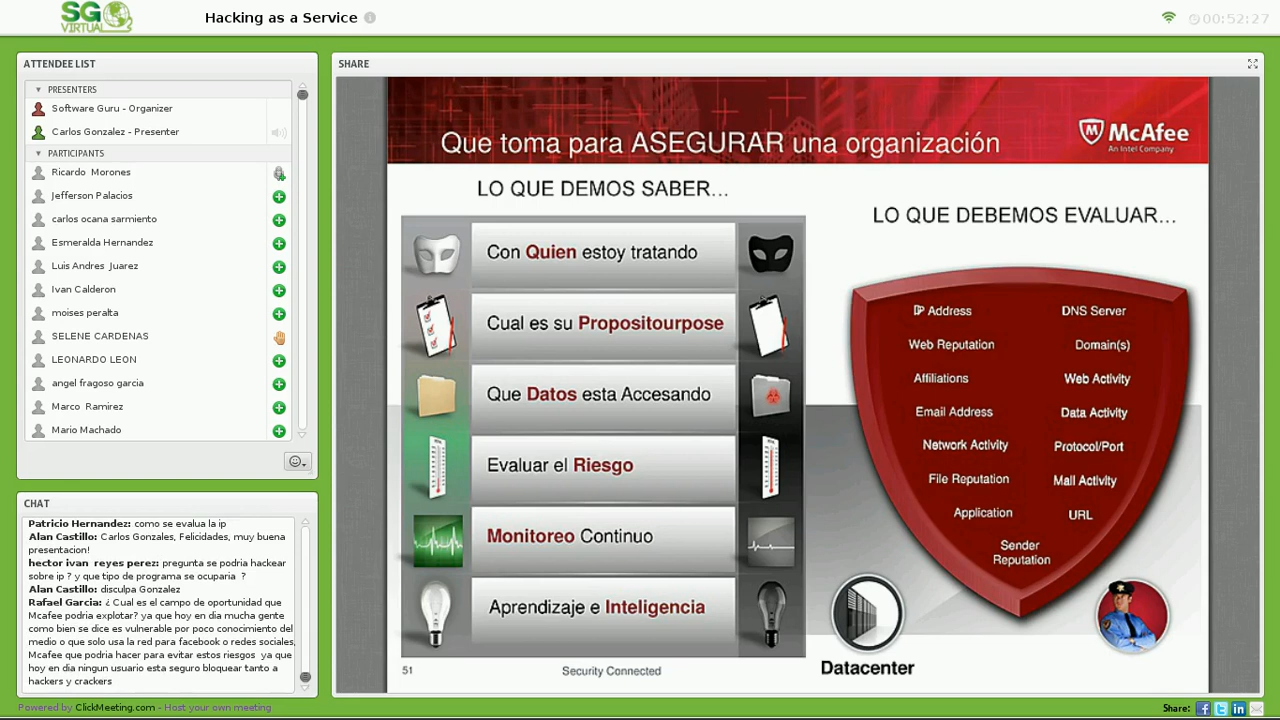 SG
VIRTUAL
Hacking as a Service
00:52:27
ATTENDEE LIST
PRESENTERS
Software Guru - Organizer
Carlos Gonzalez - Presenter
PARTICIPANTS
Ricardo Morones
Jefferson Palacios
carlos ocana sarmiento
Esmeralda Hernandez
Luis Andres Juarez
Ivan Calderon
moises peralta
SELENE CARDENAS
LEONARDO LEON
angel fragoso garcia
Marco Ramirez
Mario Machado
CHAT
Patricio Hernandez: como se evalua la ip
Alan Castillo: Carlos Gonzales, Felicidades, muy buena
presentacion!
hector ivan reyes perez: pregunta se podria hackear
sobre ip ? y que tipo de programa se ocuparia ?
Alan Castillo: disculpa Gonzalez
Rafael Garcia: ¿ Cual es el campo de oportunidad que
Mcafee podria explotar? ya que hoy en dia mucha gente
como bien se dice es vulnerable por poco conocimiento del
medio o que solo usa la red para facebook o redes sociales,
Mcafee que podria hacer para evitar estos riesgos ya que
hoy en dia ningun usuario esta seguro bloquear tanto a
hackers y crackers
SHARE
Que toma para ASEGURAR una organización
McAfee
An Intel Company
LO QUE DEMOS SABER...
Con Quien estoy tratando
Cual es su Propositourpose
Que Datos esta Accesando
Evaluar el Riesgo
Monitoreo Continuo
Aprendizaje e Inteligencia
LO QUE DEBEMOS EVALUAR...
IP Address
DNS Server
Web Reputation
Domain(s)
Affiliations
Web Activity
Email Address
Data Activity
Network Activity
Protocol/Port
File Reputation
Mail Activity
Application
URL
Sender
Reputation
Datacenter
51
Security Connected
Powered by ClickMeeting.com - Host your own meeting
Share: